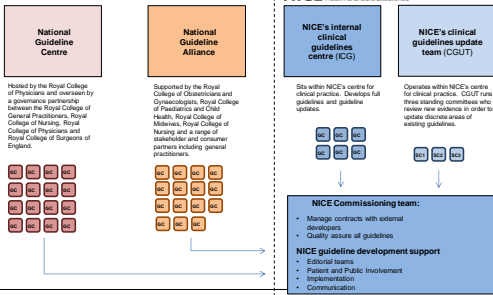 National
Guideline
Centre
Hosted by the Royal College
of Physicians and overseen by
a governance partnership
between the Royal College of
General Practitioners, Royal
College of Nursing, Royal
College of Physicians and
Royal College of Surgeons of
England.
GC GC GC GC
GC GC GC GC
GC GC GC GC
GC GC GC GC
National
Guideline
Alliance
Supported by the Royal
College of Obstetricians and
Gynaecologists, Royal College
of Paediatrics and Child
Health, Royal College of
Midwives, Royal College of
Nursing and a range of
stakeholder and consumer
partners including general
practitioners.
GC GC GC GC
GC GC GC GC
GC GC GC GC
GC GC GC
NICE's internal
clinical
guidelines
centre (ICG)
Sits within NICE's centre for
clinical practice. Develops full
guidelines and guideline
updates.
GC GC GC
GC GC GC
NICE's clinical
guidelines update
team (CGUT)
Operates within NICE's centre
for clinical practice. CGUT runs
three standing committees who
review new evidence in order to
update discrete areas of
existing guidelines.
SC1 SC2 SC3
NICE Commissioning team:
• Manage contracts with external
developers
• Quality assure all guidelines
NICE guideline development support
• Editorial teams
• Patient and Public Involvement
• Implementation
• Communication